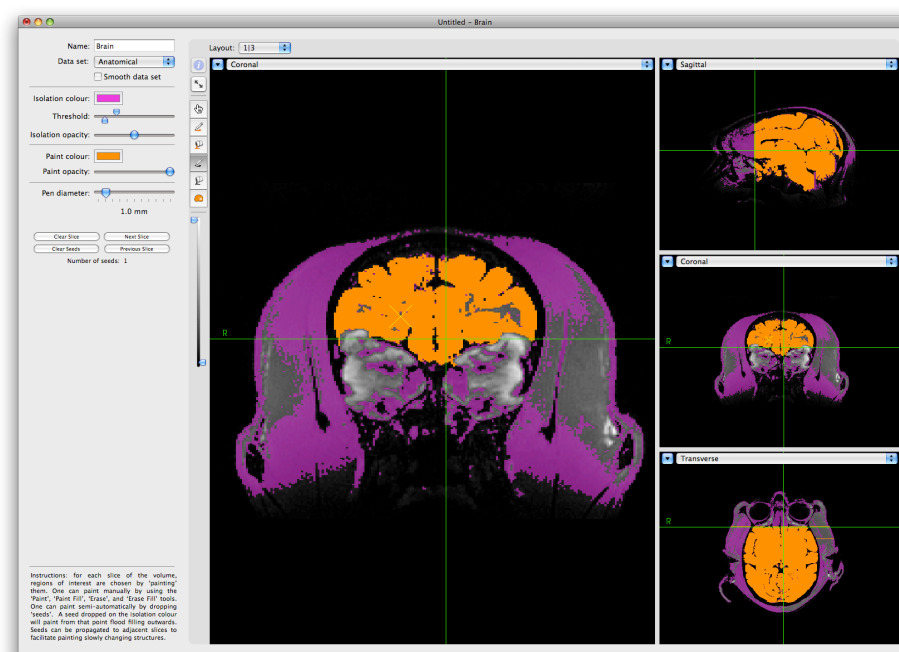 Untitled – Brain
Name: Brain
Data set: Anatomical
Smooth data set
Isolation colour:
Threshold:
Isolation opacity:
Paint colour:
Paint opacity:
Pen diameter:
1.0 mm
Clear Slice Next Slice
Clear Seeds Previous Slice
Number of seeds: 1
Instructions: for each slice of the volume,
regions of interest are chosen by 'painting'
them. One can paint manually by using the
'Paint', 'Paint Fill', 'Erase', and 'Erase Fill' tools.
One can paint semi-automatically by dropping
'seeds'. A seed dropped on the isolation colour
will paint from that point flood filling outwards.
Seeds can be propagated to adjacent slices to
facilitate painting slowly changing structures.
Layout: 1|3
Coronal
R
Sagittal
Coronal
R
Transverse
R